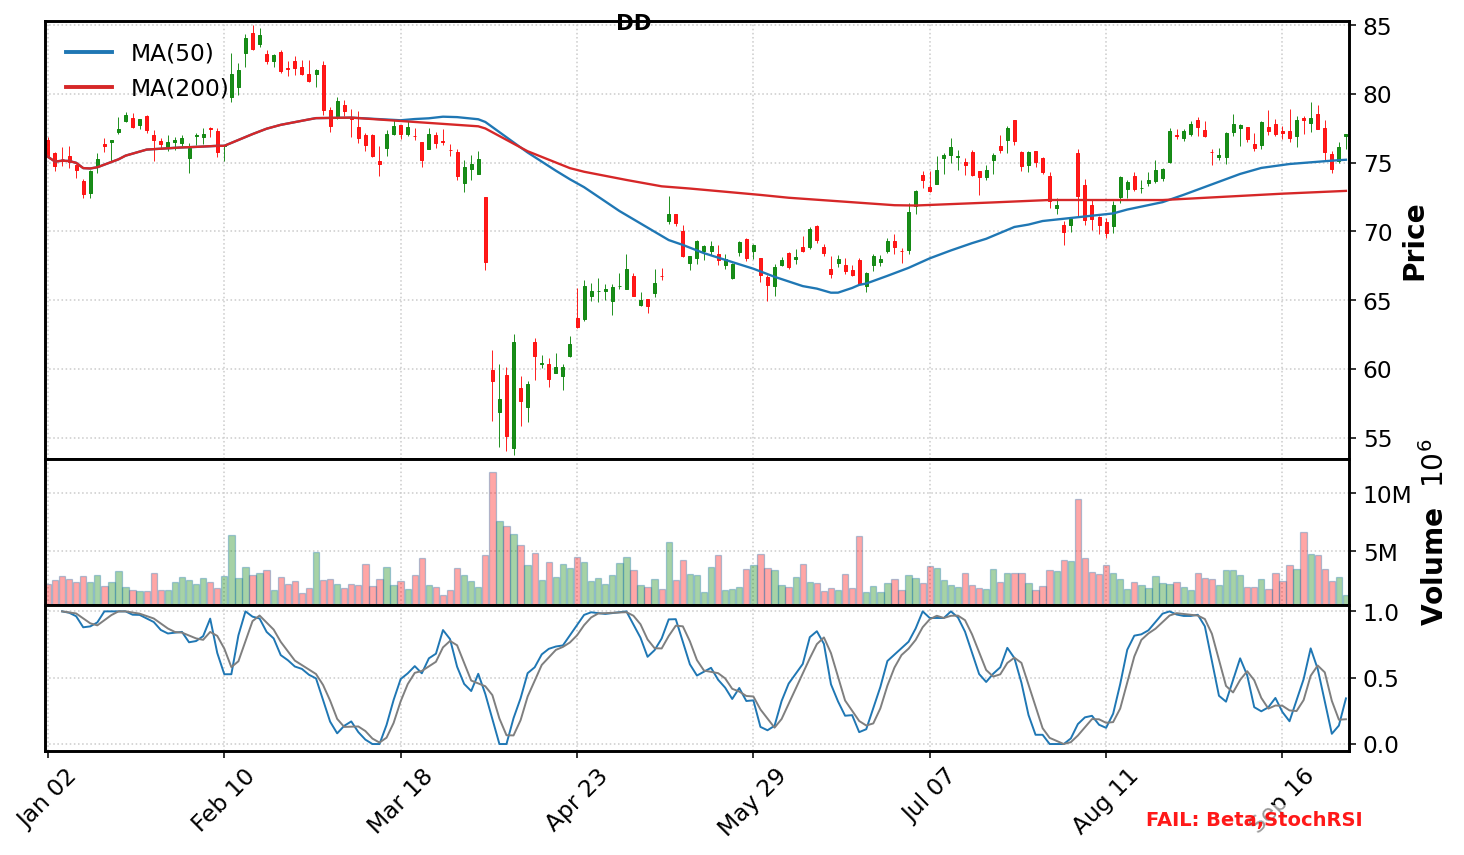 DD
MA(50)
MA(200)
85
80
75
70
65
60
55
Price
10M
5M
Volume 10^6
1.0
0.5
0.0
Jan 02
Feb 10
Mar 18
Apr 23
May 29
Jul 07
Aug 11
Sep 16
FAIL: Beta,StochRSI